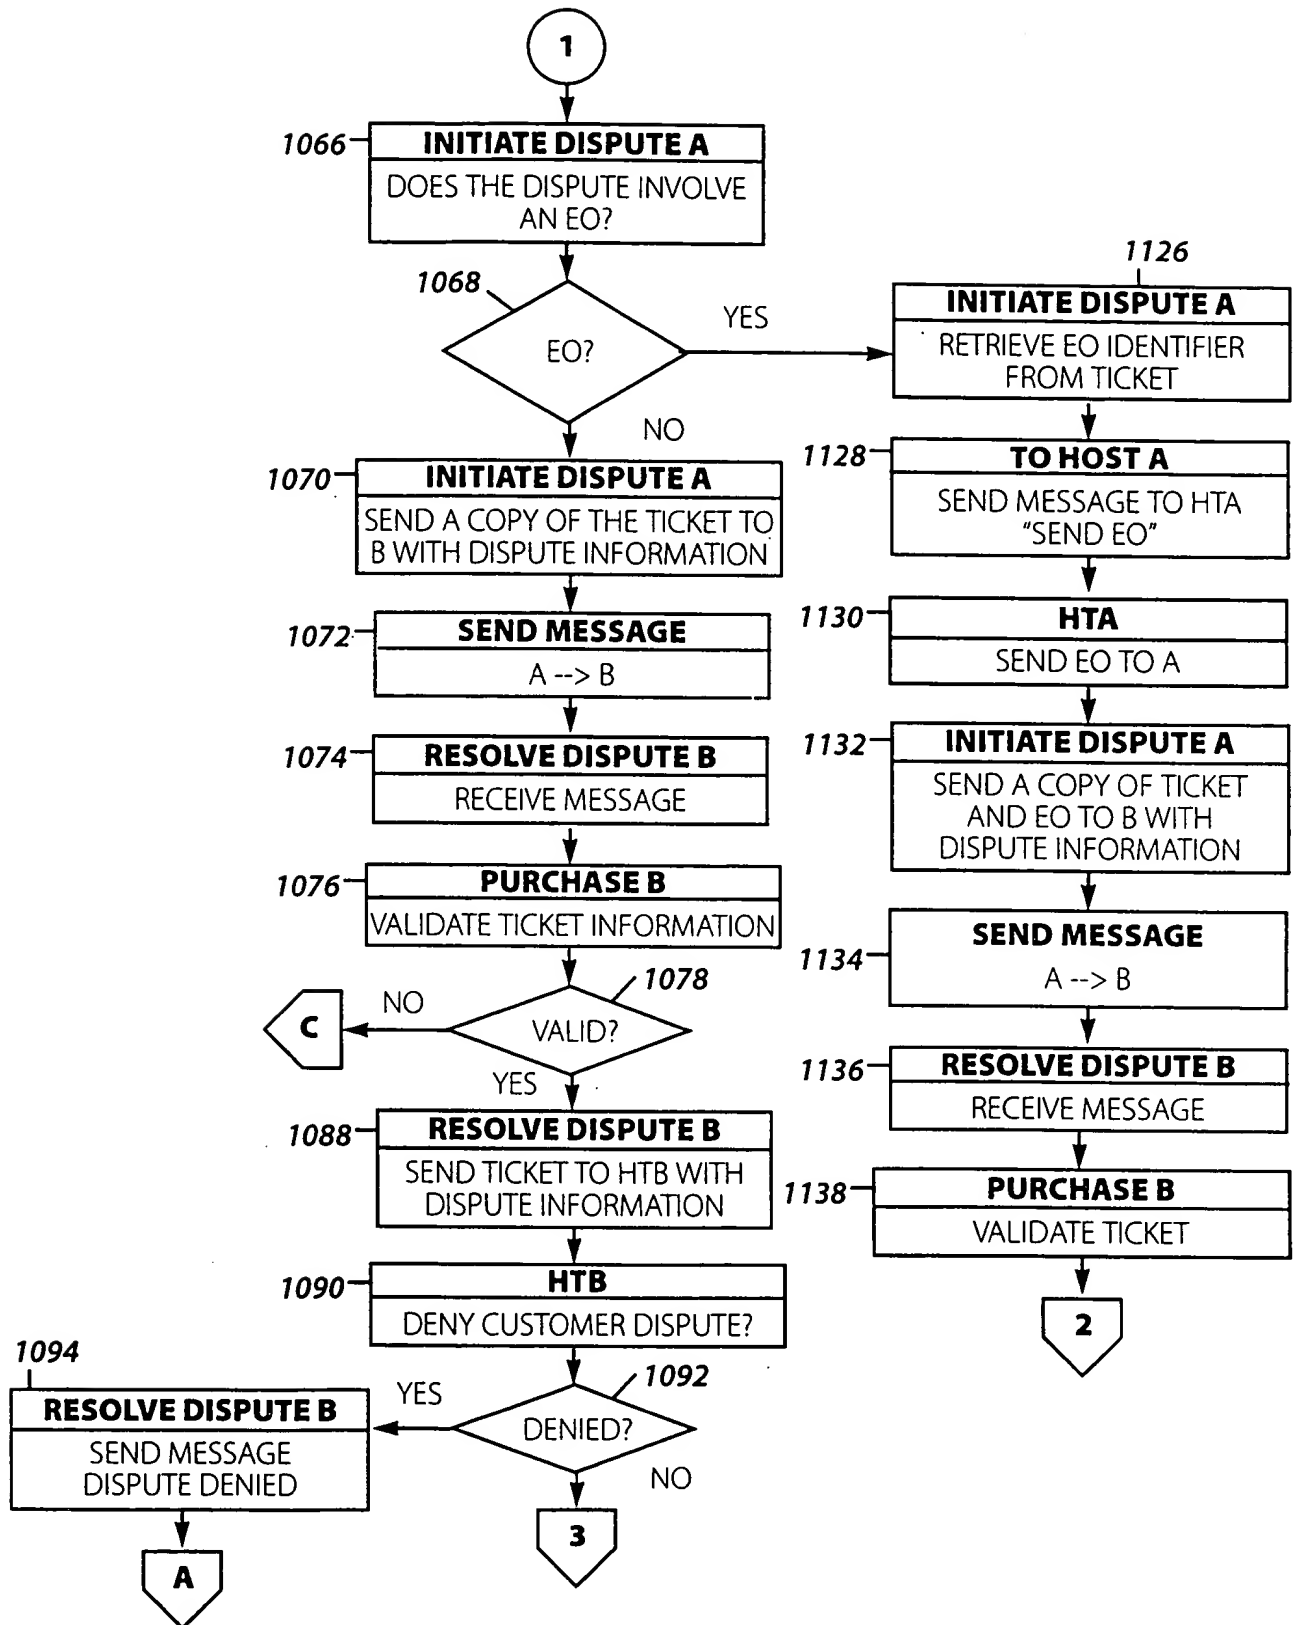 1
1066
INITIATE DISPUTE A
DOES THE DISPUTE INVOLVE
AN EO?
1068
EO?
YES
NO
1070
INITIATE DISPUTE A
SEND A COPY OF THE TICKET TO
B WITH DISPUTE INFORMATION
1072
SEND MESSAGE
A --> B
1074
RESOLVE DISPUTE B
RECEIVE MESSAGE
1076
PURCHASE B
VALIDATE TICKET INFORMATION
1078
VALID?
NO
C
YES
1088
RESOLVE DISPUTE B
SEND TICKET TO HTB WITH
DISPUTE INFORMATION
1090
HTB
DENY CUSTOMER DISPUTE?
1092
DENIED?
YES
NO
3
1094
RESOLVE DISPUTE B
SEND MESSAGE
DISPUTE DENIED
A
1126
INITIATE DISPUTE A
RETRIEVE EO IDENTIFIER
FROM TICKET
1128
TO HOST A
SEND MESSAGE TO HTA
"SEND EO"
1130
HTA
SEND EO TO A
1132
INITIATE DISPUTE A
SEND A COPY OF TICKET
AND EO TO B WITH
DISPUTE INFORMATION
1134
SEND MESSAGE
A --> B
1136
RESOLVE DISPUTE B
RECEIVE MESSAGE
1138
PURCHASE B
VALIDATE TICKET
2